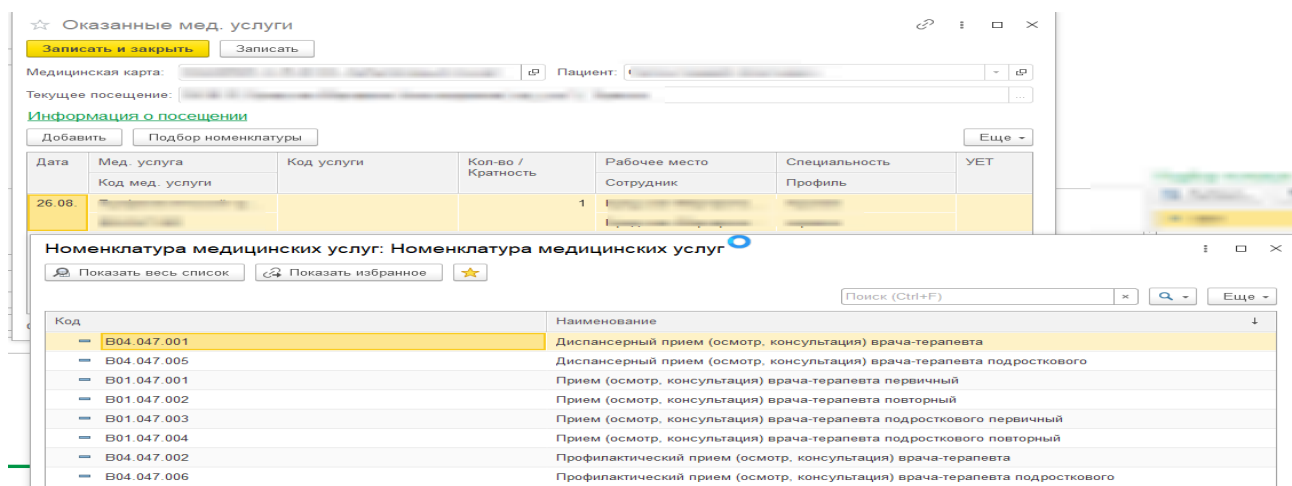 Оказанные мед. услуги
Записать и закрыть Записать
Медицинская карта: Пациент:
Текущее посещение:
Информация о посещении
Добавить Подбор номенклатуры Еще
Дата Мед. услуга Код услуги Кол-во / Кратность Рабочее место Специальность УЕТ
Код мед. услуги Сотрудник Профиль
26.08. 1
Номенклатура медицинских услуг: Номенклатура медицинских услуг
Показать весь список Показать избранное
Поиск (Ctrl+F) × Еще
Код Наименование ↓
B04.047.001 Диспансерный прием (осмотр, консультация) врача-терапевта
B04.047.005 Диспансерный прием (осмотр, консультация) врача-терапевта подросткового
B01.047.001 Прием (осмотр, консультация) врача-терапевта первичный
B01.047.002 Прием (осмотр, консультация) врача-терапевта повторный
B01.047.003 Прием (осмотр, консультация) врача-терапевта подросткового первичный
B01.047.004 Прием (осмотр, консультация) врача-терапевта подросткового повторный
B04.047.002 Профилактический прием (осмотр, консультация) врача-терапевта
B04.047.006 Профилактический прием (осмотр, консультация) врача-терапевта подросткового